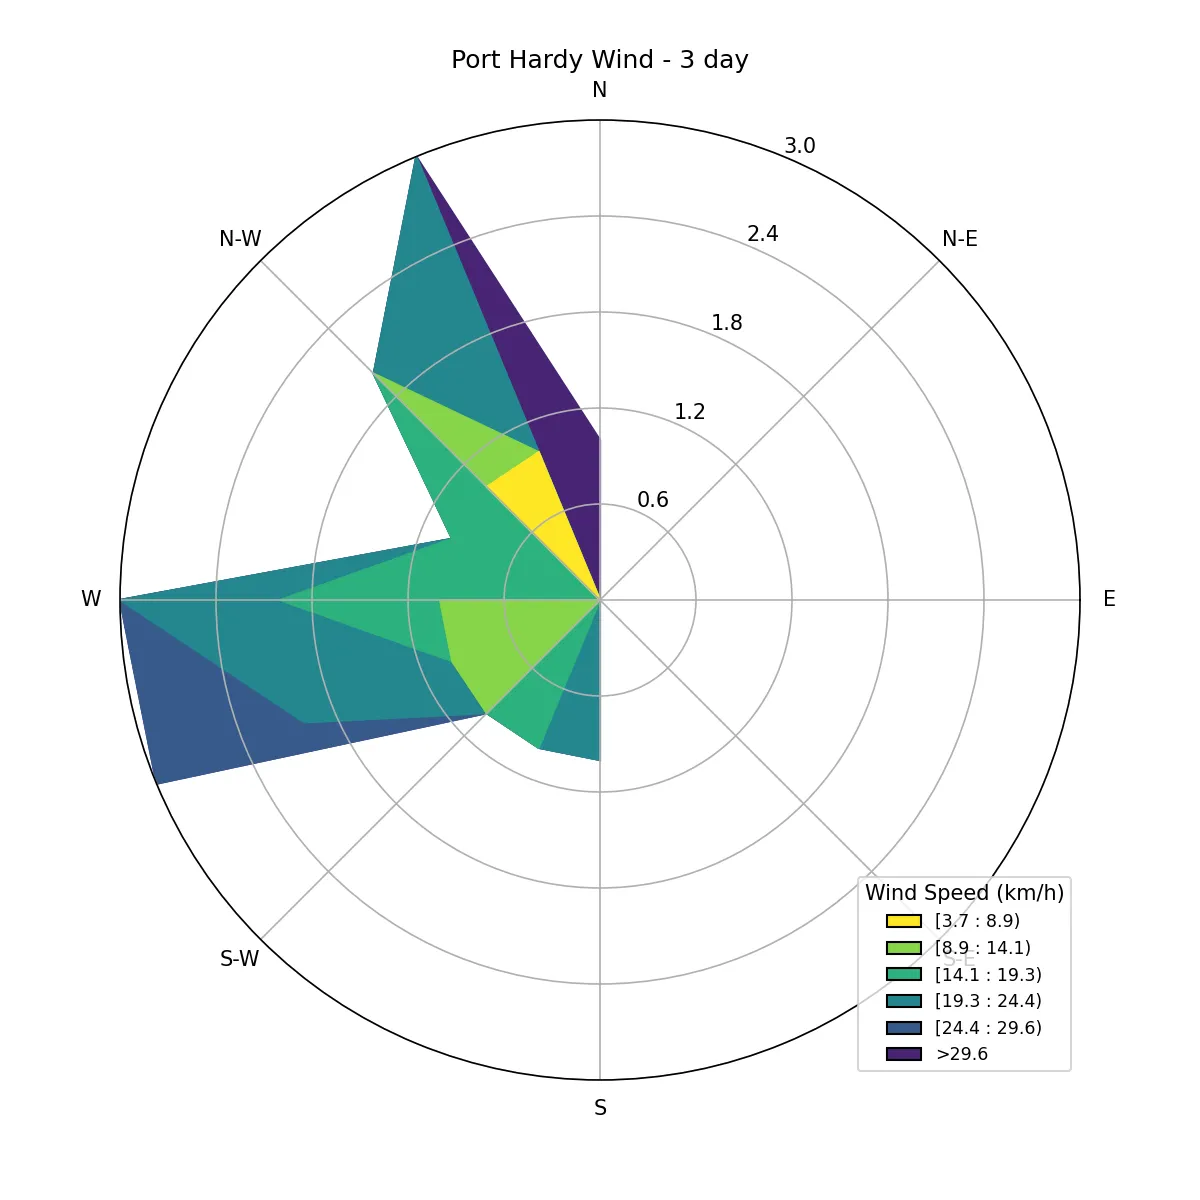 Port Hardy Wind - 3 day
N
3.0
N-W
2.4
N-E
1.8
1.2
0.6
W
E
S-W
S-E
S
Wind Speed (km/h)
[3.7 : 8.9)
[8.9 : 14.1)
[14.1 : 19.3)
[19.3 : 24.4)
[24.4 : 29.6)
>29.6